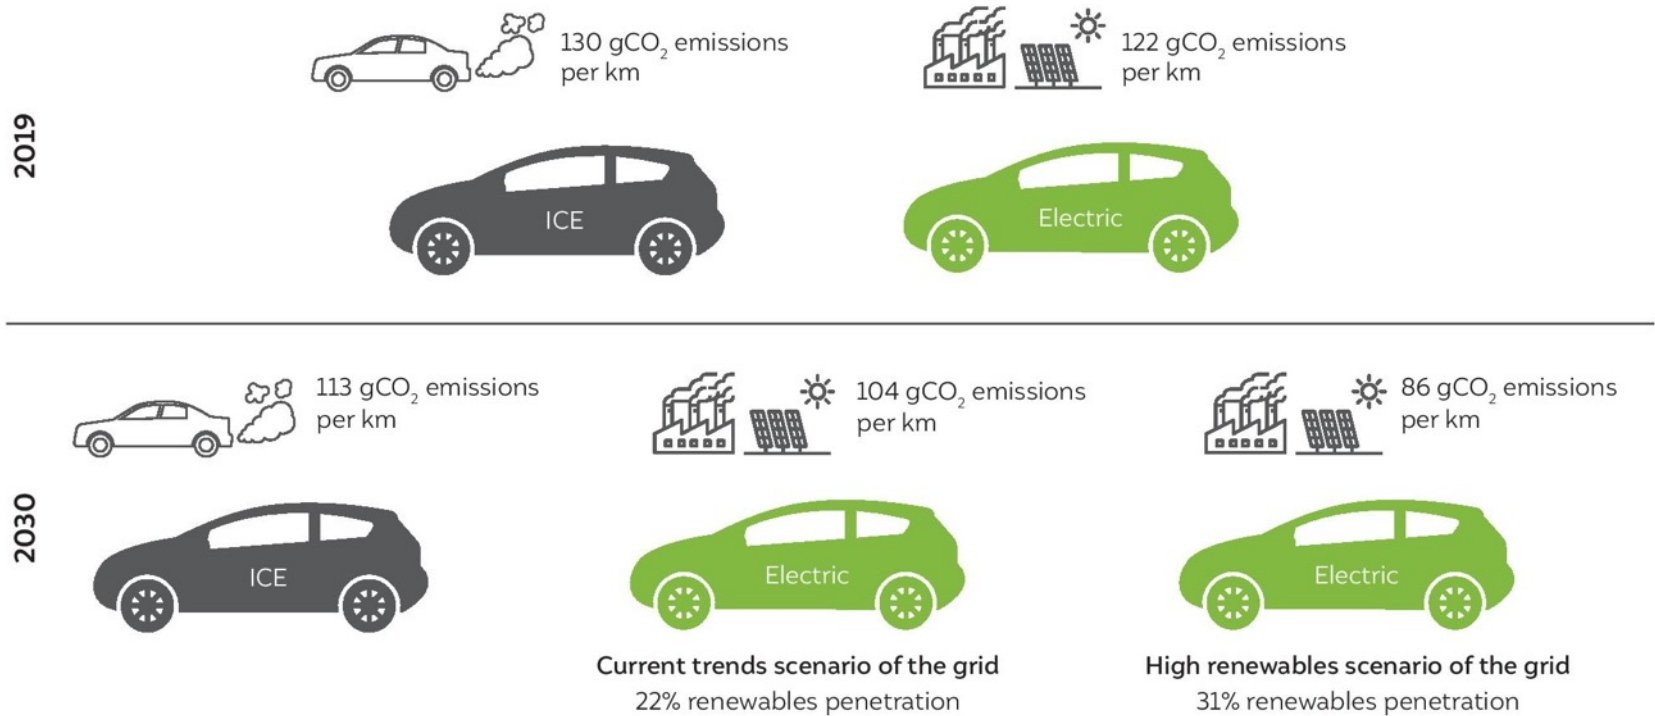 2019
130 gCO₂ emissions
per km
122 gCO₂ emissions
per km
ICE
Electric
2030
113 gCO₂ emissions
per km
104 gCO₂ emissions
per km
86 gCO₂ emissions
per km
ICE
Electric
Electric
Current trends scenario of the grid
22% renewables penetration
High renewables scenario of the grid
31% renewables penetration